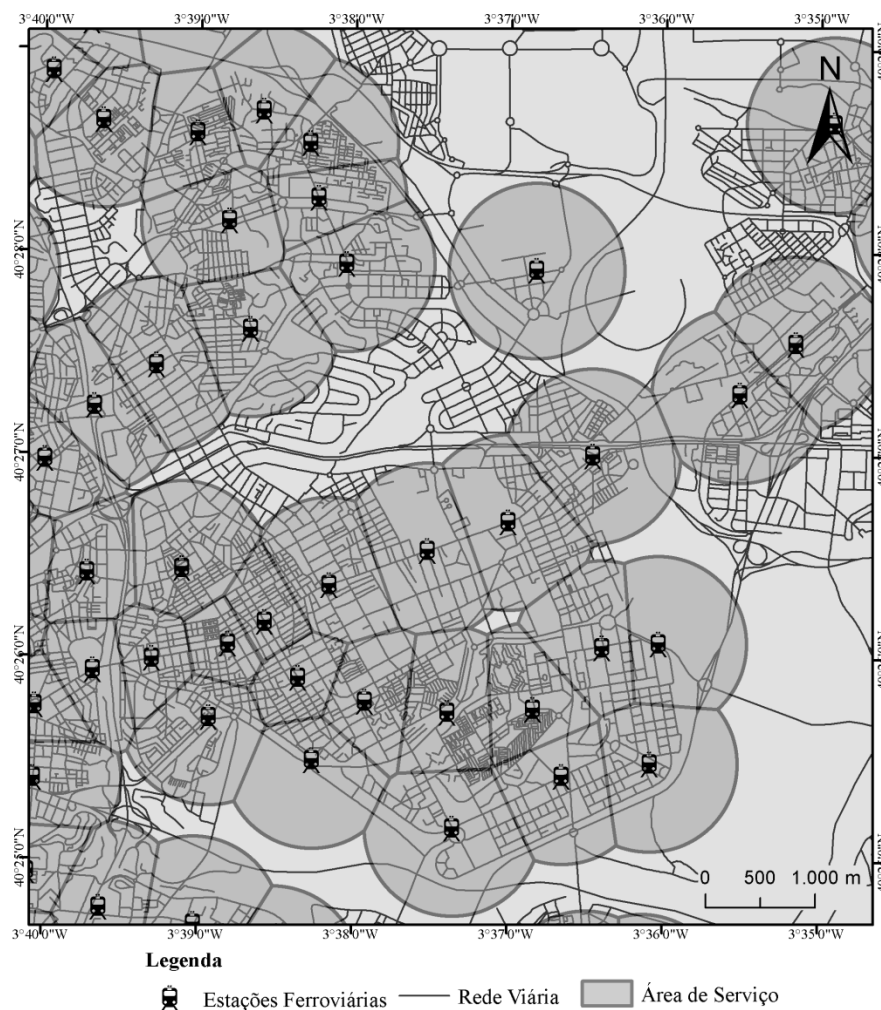 3°40'0"W 3°39'0"W 3°38'0"W 3°37'0"W 3°36'0"W 3°35'0"W
N
40°28'0"N
40°27'0"N
40°26'0"N
40°25'0"N
0 500 1.000 m
3°40'0"W 3°39'0"W 3°38'0"W 3°37'0"W 3°36'0"W 3°35'0"W
Legenda
Estações Ferroviárias Rede Viária Área de Serviço